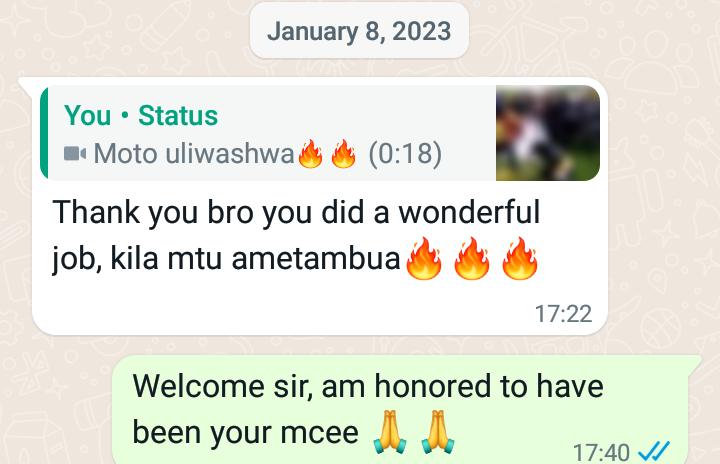 January 8, 2023
You • Status
Moto uliwashwa🔥🔥 (0:18)
Thank you bro you did a wonderful
job, kila mtu ametambua🔥🔥🔥
17:22
Welcome sir, am honored to have
been your mcee 🙏🙏
17:40